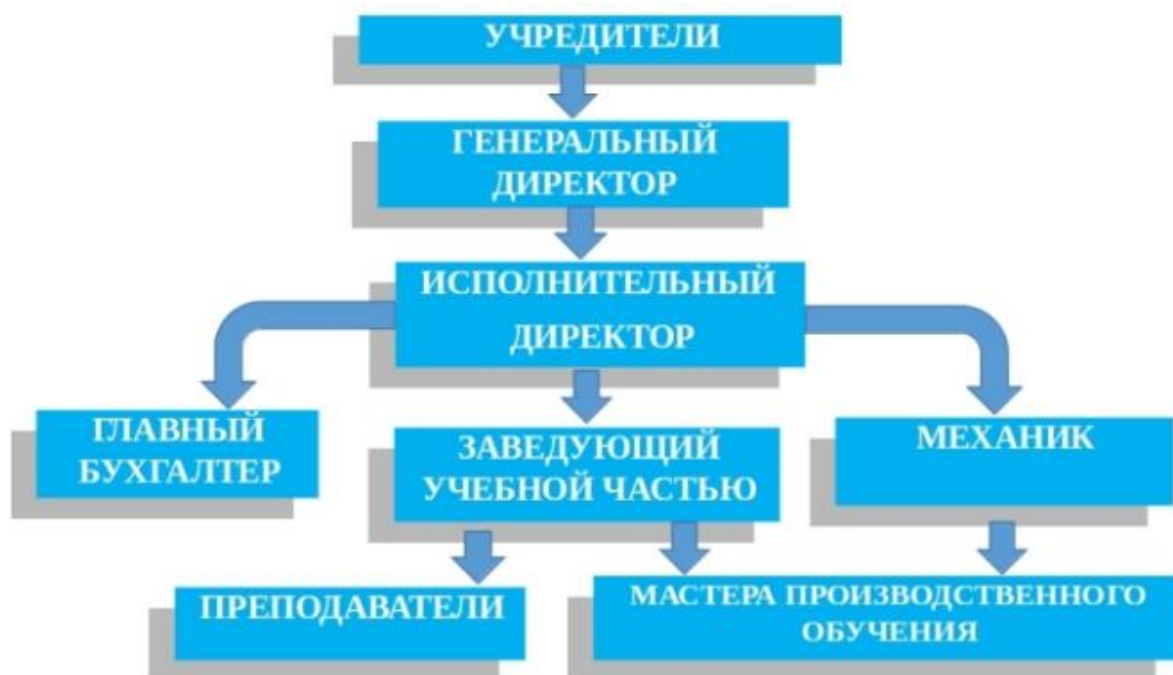 УЧРЕДИТЕЛИ
ГЕНЕРАЛЬНЫЙ
ДИРЕКТОР
ИСПОЛНИТЕЛЬНЫЙ
ДИРЕКТОР
ГЛАВНЫЙ
БУХГАЛТЕР
ЗАВЕДУЮЩИЙ
УЧЕБНОЙ ЧАСТЬЮ
МЕХАНИК
ПРЕПОДАВАТЕЛИ
МАСТЕРА ПРОИЗВОДСТВЕННОГО
ОБУЧЕНИЯ